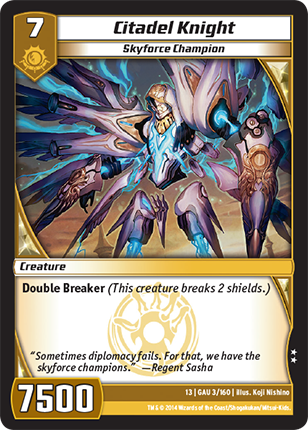 7
Citadel Knight
Skyforce Champion
Creature
Double Breaker (This creature breaks 2 shields.)
“Sometimes diplomacy fails. For that, we have the
skyforce champions.” —Regent Sasha
7500
13 | GAU 3/160 | Illus. Koji Nishino
TM & © 2014 Wizards of the Coast/Shogakukan/Mitsui-Kids.